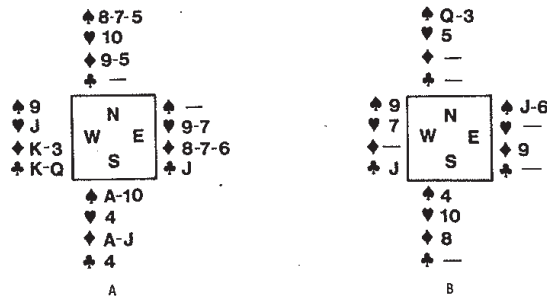 ♠ 8-7-5
♥ 10
♦ 9-5
♣ —
♠ 9
♥ J
♦ K-3
♣ K-Q
N
W E
S
♠ —
♥ 9-7
♦ 8-7-6
♣ J
♠ A-10
♥ 4
♦ A-J
♣ 4
A
♠ Q-3
♥ 5
♦ —
♣ —
♠ 9
♥ 7
♦ —
♣ J
N
W E
S
♠ J-6
♥ —
♦ 9
♣ —
♠ 4
♥ 10
♦ 8
♣ —
B